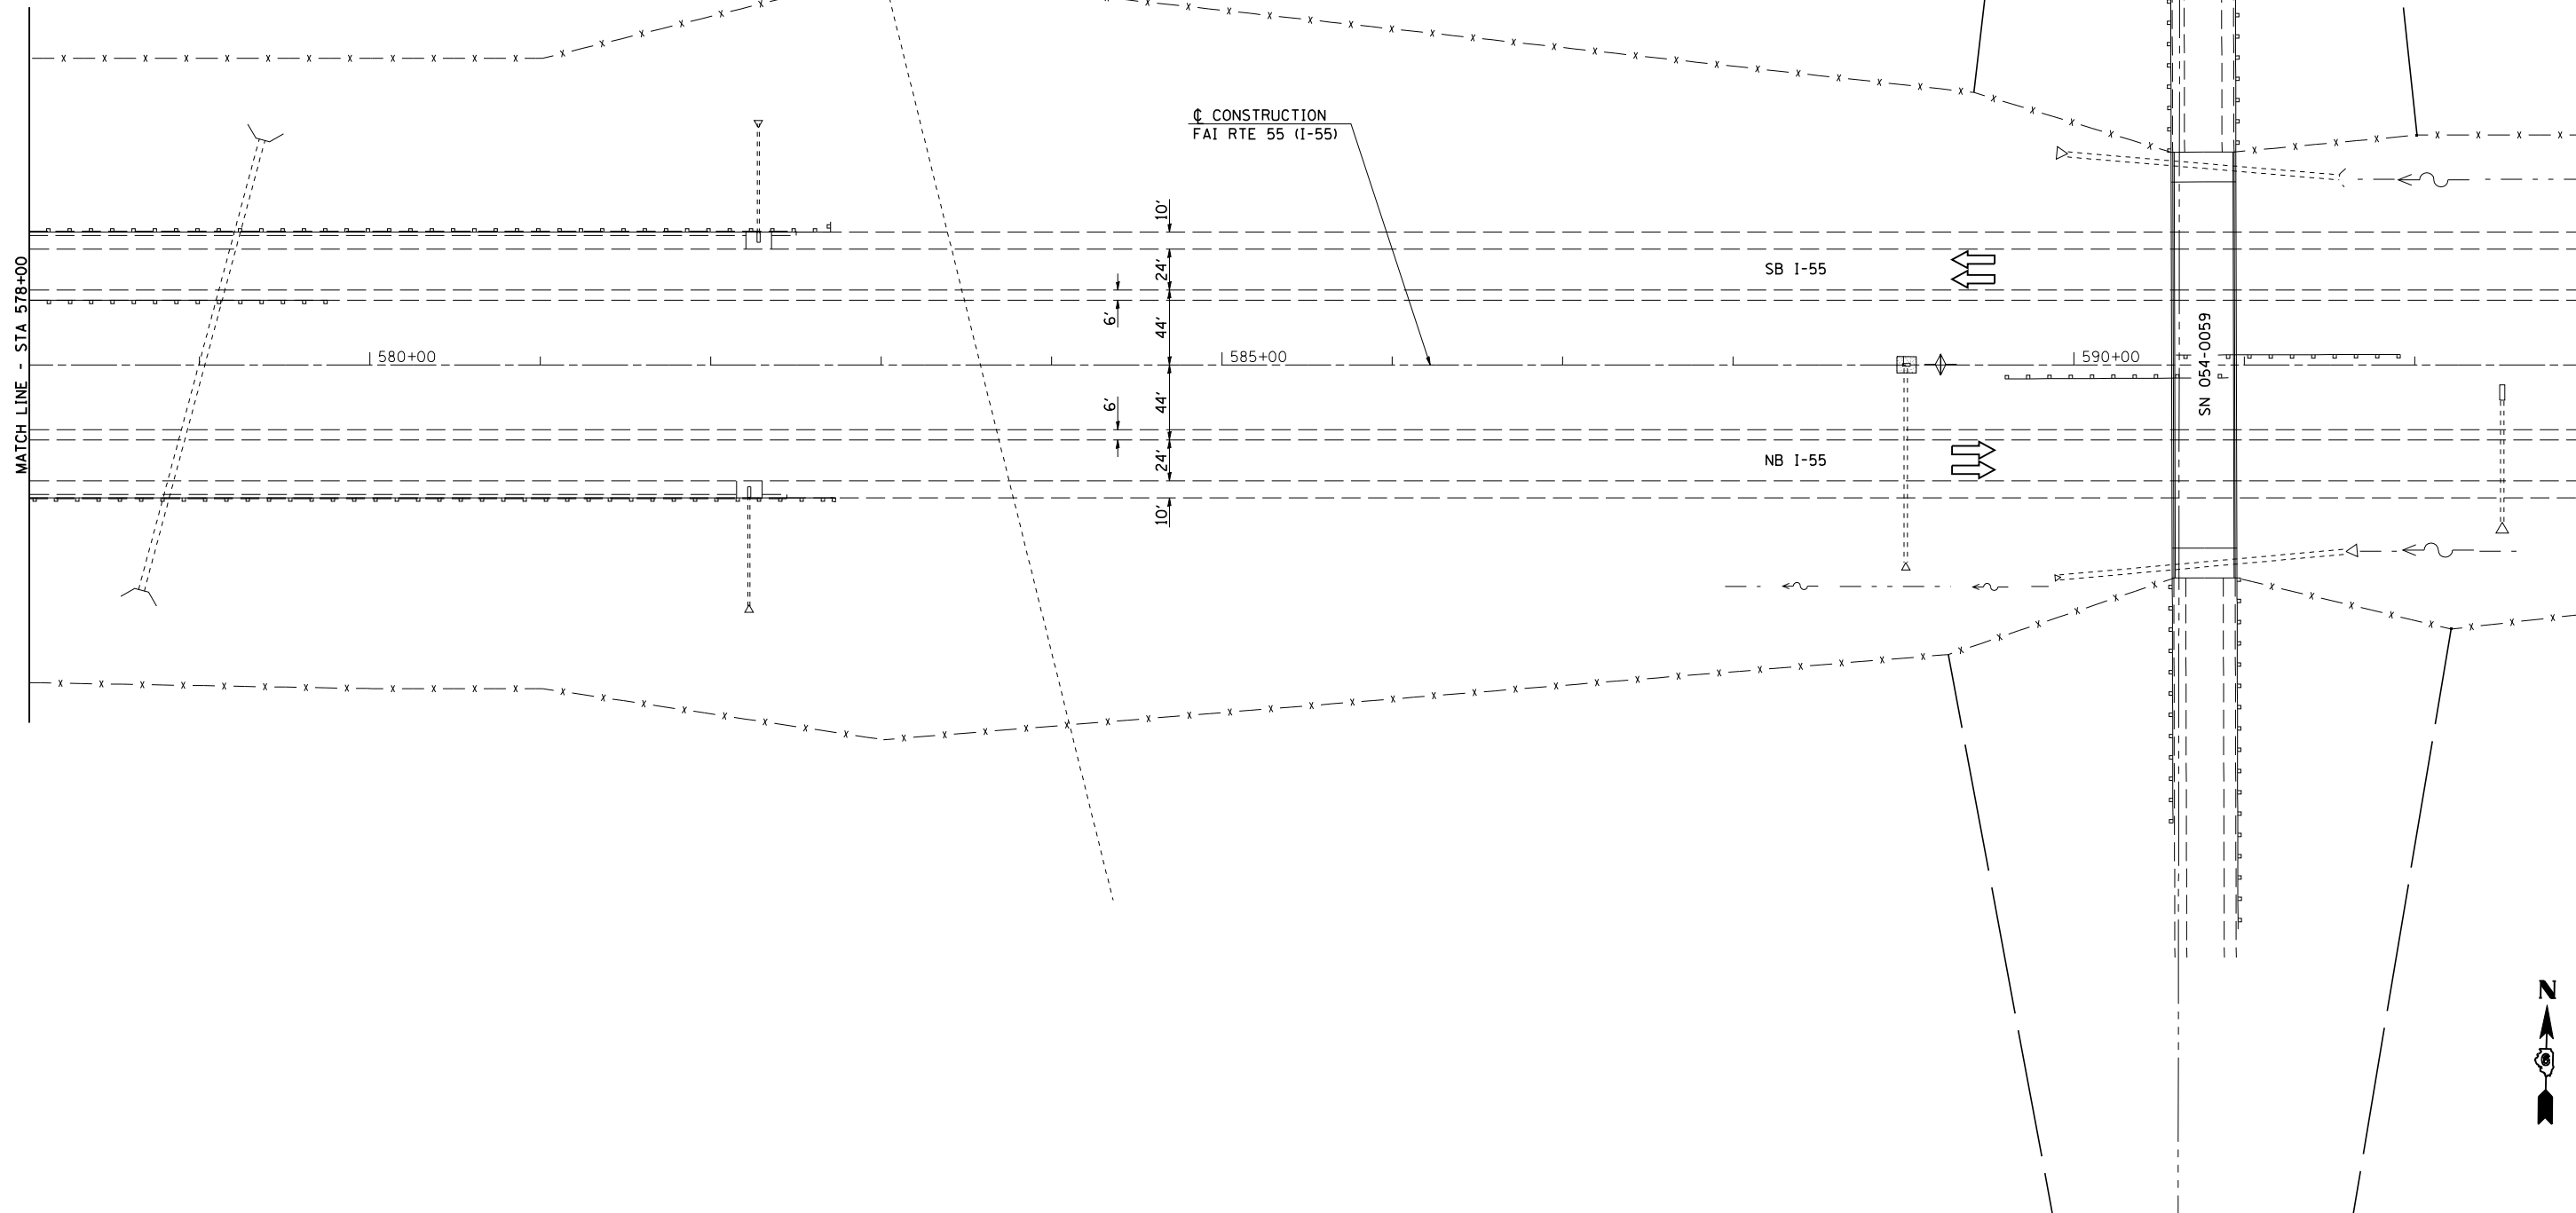 ℄ CONSTRUCTION
FAI RTE 55 (I-55)
10'
24'
6'
44'
SB I-55
MATCH LINE - STA 578+00
580+00
585+00
590+00
SN 054-0059
6'
44'
24'
NB I-55
10'
N